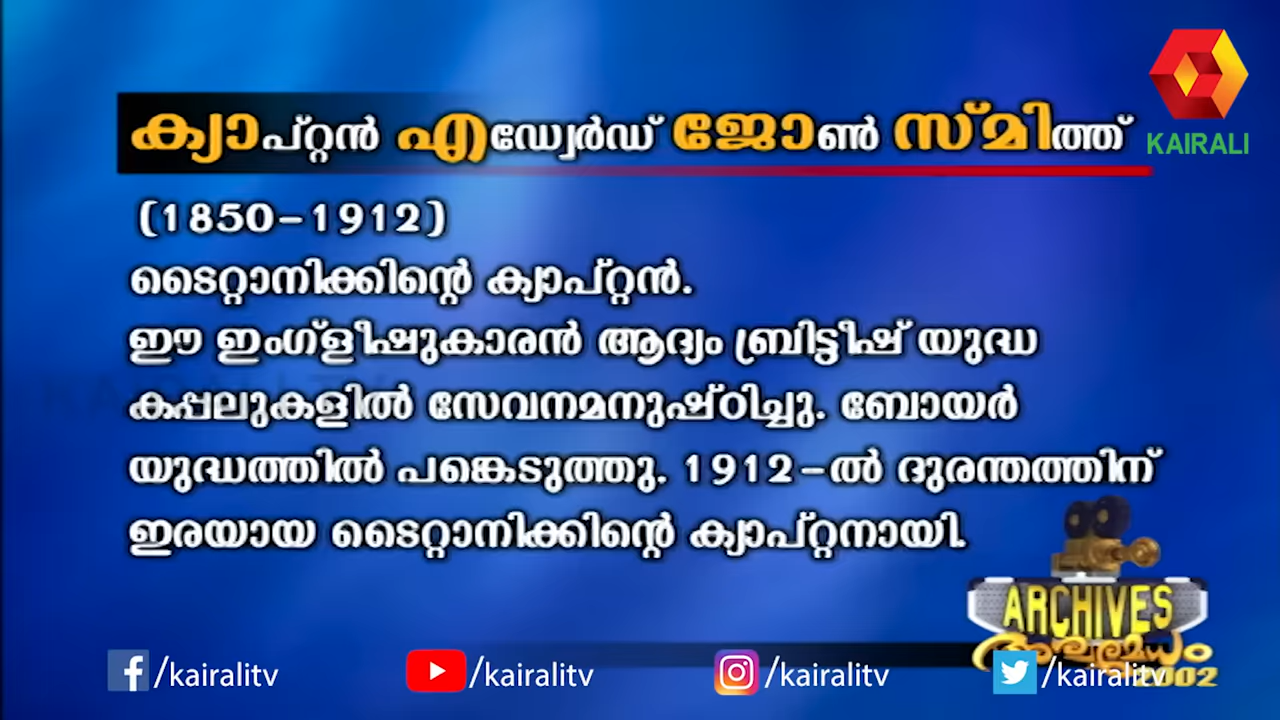 ക്യാപ്റ്റൻ എഡ്വേർഡ് ജോൺ സ്മിത്ത്
KAIRALI
(1850-1912)
ടൈറ്റാനിക്കിന്റെ ക്യാപ്റ്റൻ.
ഈ ഇംഗ്ളീഷുകാരൻ ആദ്യം ബ്രിട്ടീഷ് യുദ്ധ
കപ്പലുകളിൽ സേവനമനുഷ്ഠിച്ചു. ബോയർ
യുദ്ധത്തിൽ പങ്കെടുത്തു. 1912-ൽ ദുരന്തത്തിന്
ഇരയായ ടൈറ്റാനിക്കിന്റെ ക്യാപ്റ്റനായി.
ARCHIVES
2002
/kairalitv /kairalitv /kairalitv /kairalitv